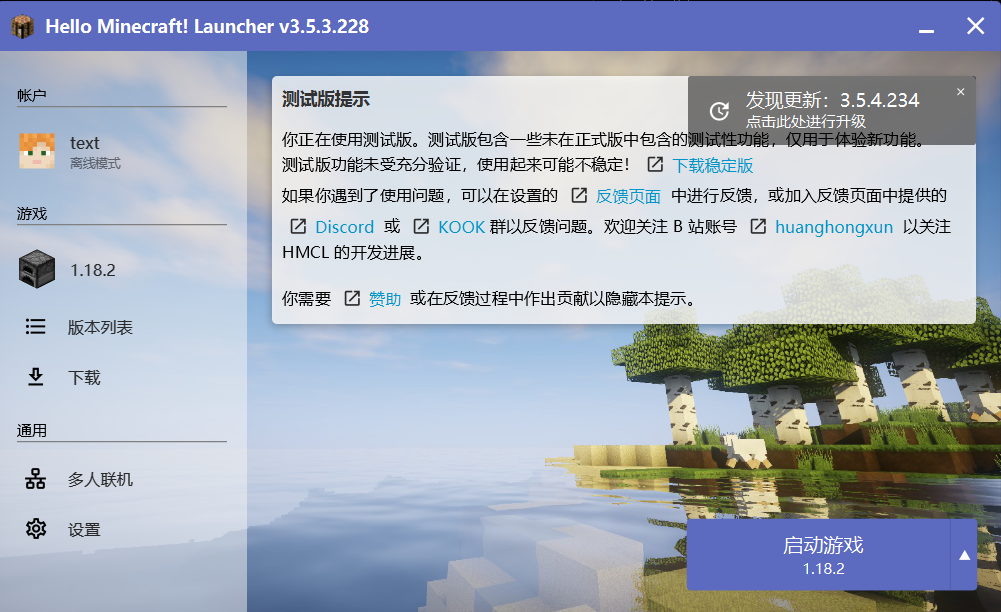 Hello Minecraft! Launcher v3.5.3.228
帐户
text
离线模式
游戏
1.18.2
版本列表
下载
通用
多人联机
设置
测试版提示
你正在使用测试版。测试版包含一些未在正式版中包含的测试性功能，仅用于体验新功能。
测试版功能未受充分验证，使用起来可能不稳定！ 下载稳定版
如果你遇到了使用问题，可以在设置的 反馈页面 中进行反馈，或加入反馈页面中提供的
Discord 或 KOOK 群以反馈问题。欢迎关注 B 站账号 huanghongxun 以关注
HMCL 的开发进展。
你需要 赞助 或在反馈过程中作出贡献以隐藏本提示。
发现更新：3.5.4.234
点击此处进行升级
启动游戏
1.18.2